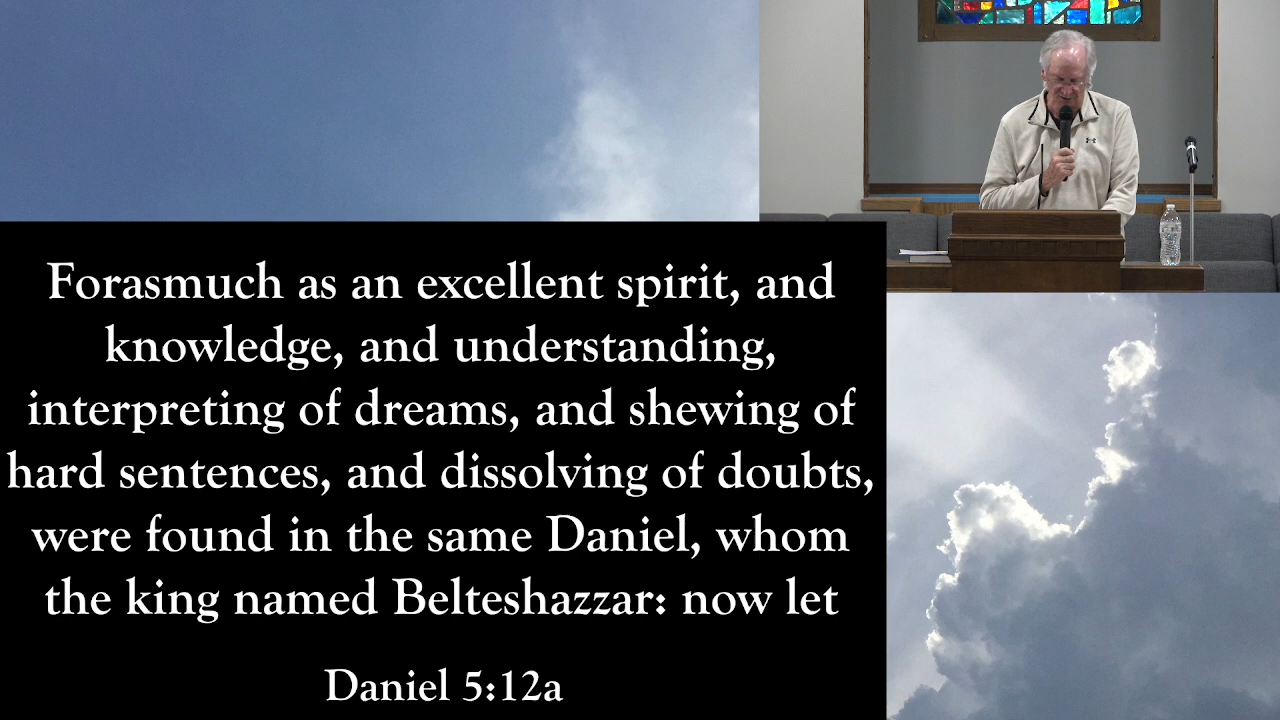 Forasmuch as an excellent spirit, and
knowledge, and understanding,
interpreting of dreams, and shewing of
hard sentences, and dissolving of doubts,
were found in the same Daniel, whom
the king named Belteshazzar: now let
Daniel 5:12a